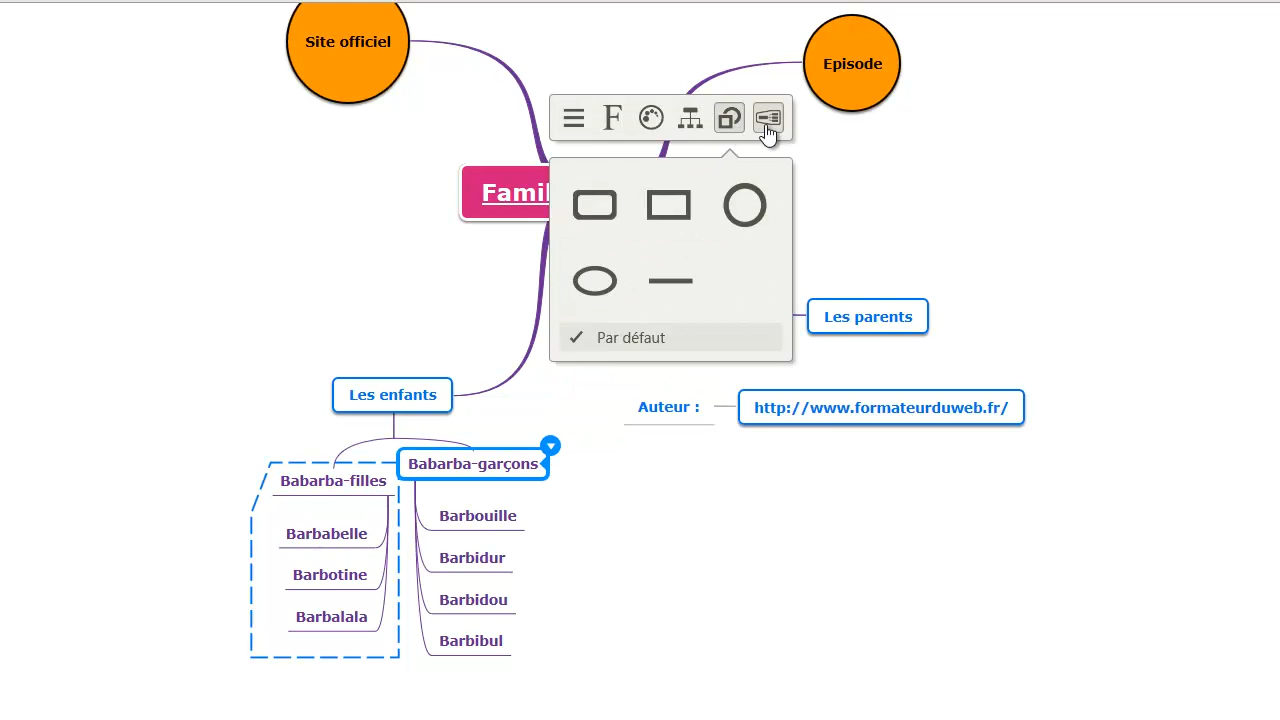 Site officiel
Episode
F
Famil
Par défaut
Les parents
Les enfants
Auteur :
http://www.formateurduweb.fr/
Babarba-garçons
Babarba-filles
Barbouille
Barbabelle
Barbidur
Barbotine
Barbidou
Barbalala
Barbibul